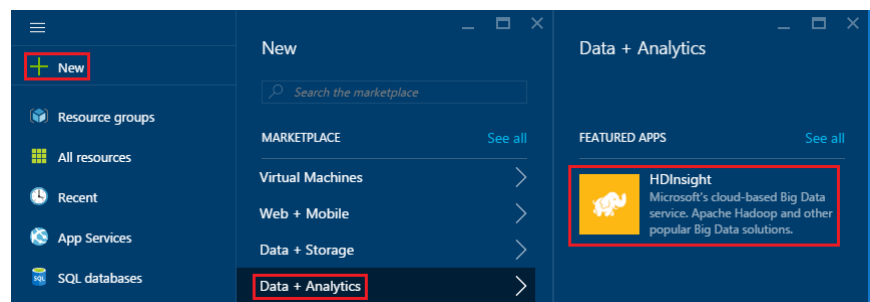 New
Resource groups
All resources
Recent
App Services
SQL
SQL databases
New
Search the marketplace
MARKETPLACE
See all
Virtual Machines
Web + Mobile
Data + Storage
Data + Analytics
Data + Analytics
FEATURED APPS
See all
HDInsight
Microsoft's cloud-based Big Data
service. Apache Hadoop and other
popular Big Data solutions.